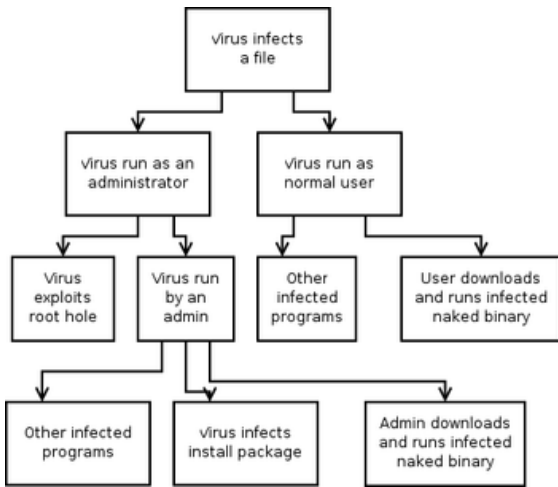 virus infects
a file
virus run as an
administrator
virus run as
normal user
Virus
exploits
root hole
Virus run
by an
admin
Other
infected
programs
User downloads
and runs infected
naked binary
Other infected
programs
virus infects
install package
Admin downloads
and runs infected
naked binary